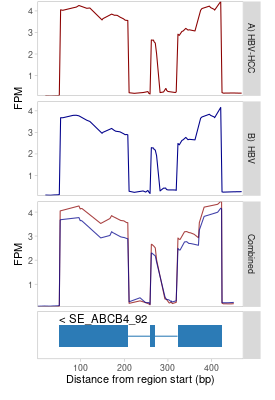 4
3
2
1
FPM
A) HBV-HCC
4
3
2
1
B) HBV
4
3
2
1
FPM
Combined
< SE_ABCB4_92
100 200 300 400
Distance from region start (bp)